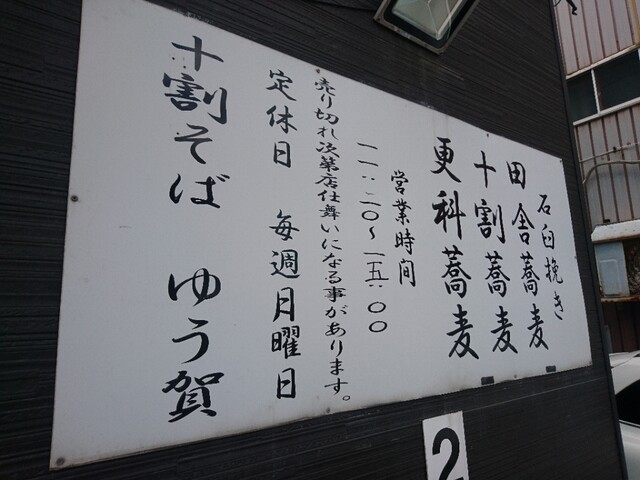 石臼挽き
田舎蕎麦
十割蕎麦
更科蕎麦
営業時間
一一:三〇～一五:〇〇
売り切れ次第店仕舞いになる事があります。
定休日　毎週月曜日
十割そば　ゆう賀
2